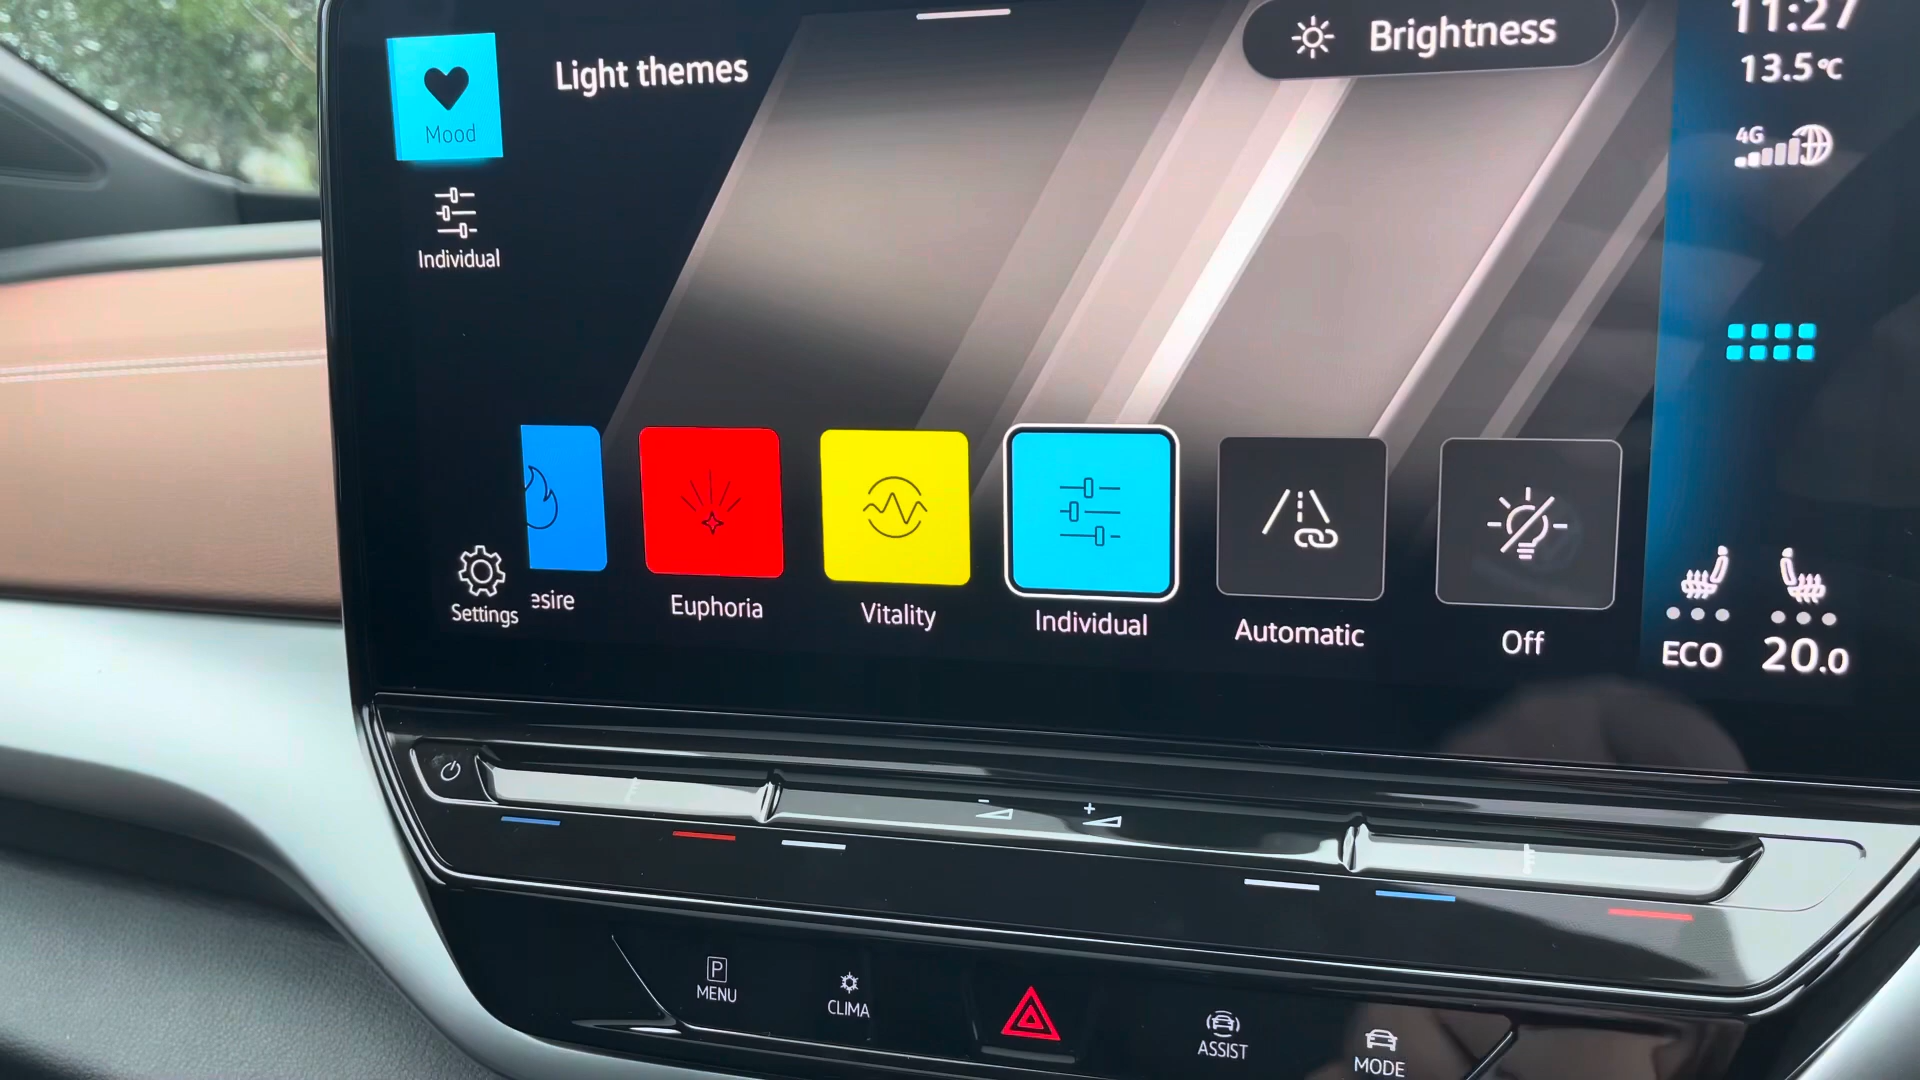 Mood
Light themes
Brightness
11:27
13.5°C
4G
Individual
Settings
esire
Euphoria
Vitality
Individual
Automatic
Off
ECO
20.0
P
MENU
CLIMA
ASSIST
MODE